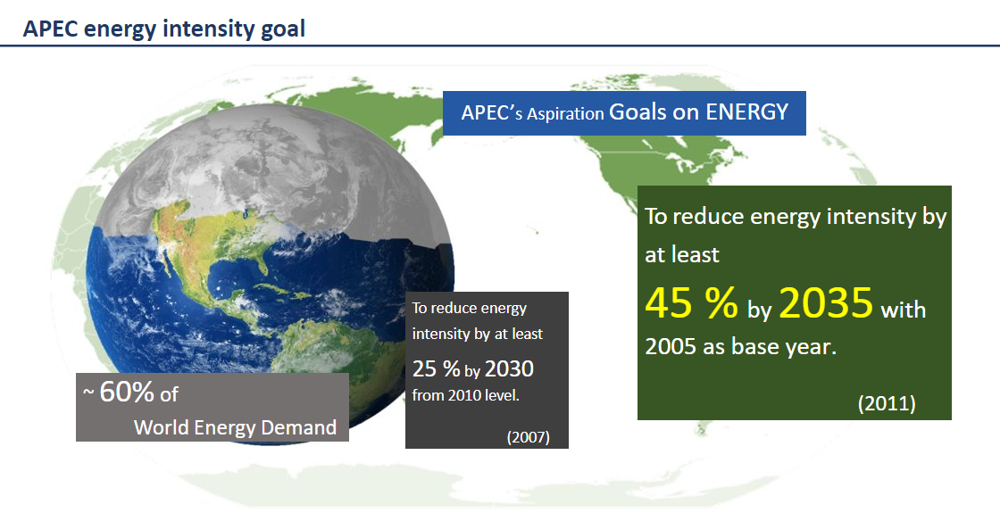 APEC energy intensity goal
APEC's Aspiration Goals on ENERGY
To reduce energy intensity by
at least
45 % by 2035 with
2005 as base year.
(2011)
To reduce energy
intensity by at least
25 % by 2030
from 2010 level.
(2007)
~ 60% of
World Energy Demand